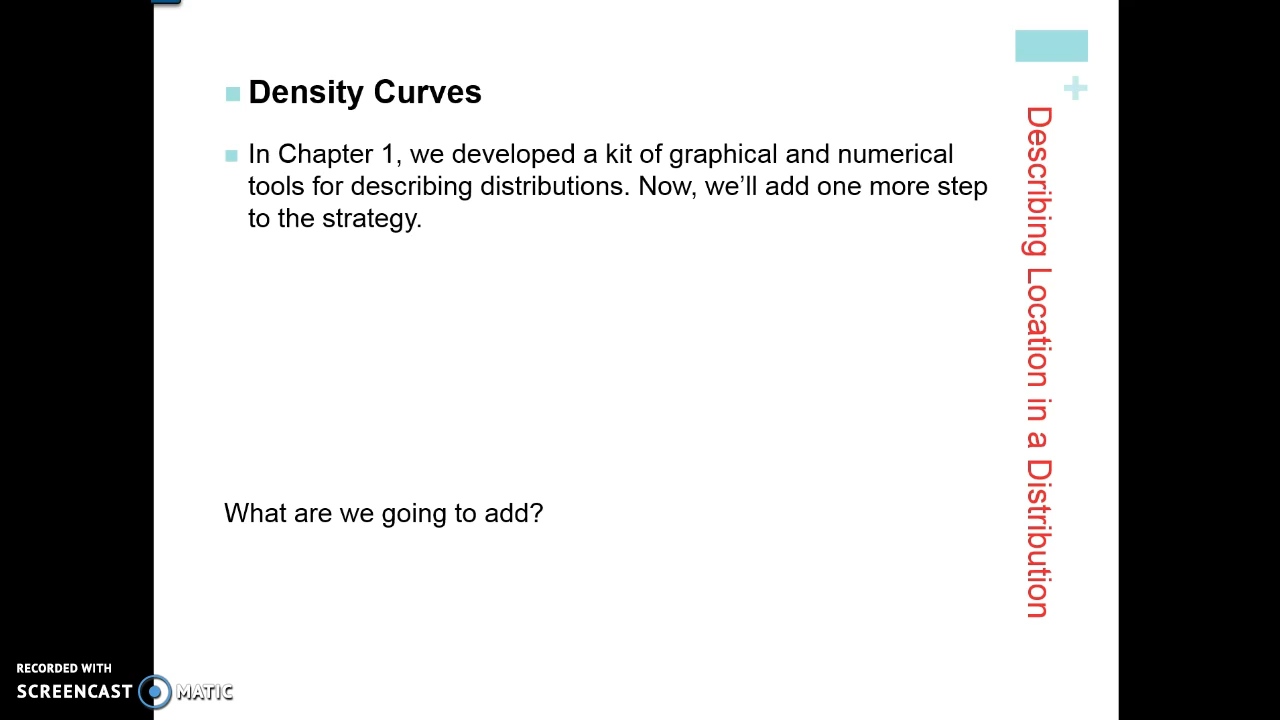 Density Curves
In Chapter 1, we developed a kit of graphical and numerical
tools for describing distributions. Now, we’ll add one more step
to the strategy.
What are we going to add?
Describing Location in a Distribution
RECORDED WITH
SCREENCAST MATIC